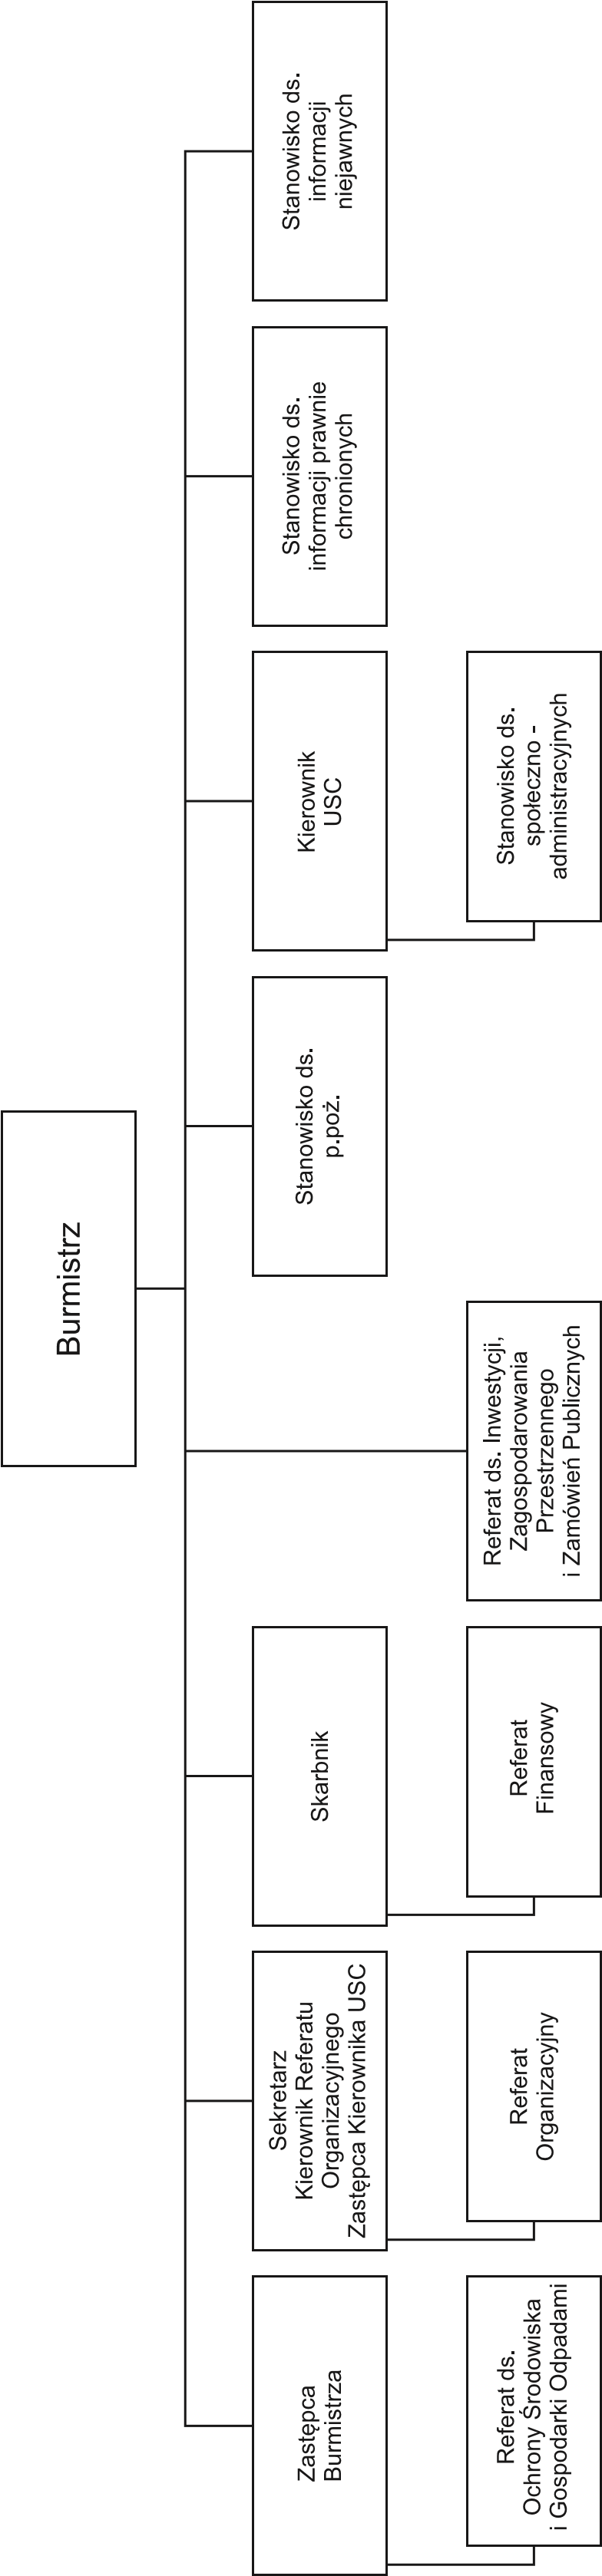 Burmistrz
Zastępca
Burmistrza
Sekretarz
Kierownik Referatu
Organizacyjnego
Zastępca Kierownika USC
Skarbnik
Stanowisko ds.
p.poż.
Kierownik
USC
Stanowisko ds.
informacji prawnie
chronionych
Stanowisko ds.
informacji
niejawnych
Referat ds.
Ochrony Środowiska
i Gospodarki Odpadami
Referat
Organizacyjny
Referat
Finansowy
Referat ds. Inwestycji,
Zagospodarowania
Przestrzennego
i Zamówień Publicznych
Stanowisko ds.
społeczno -
administracyjnych